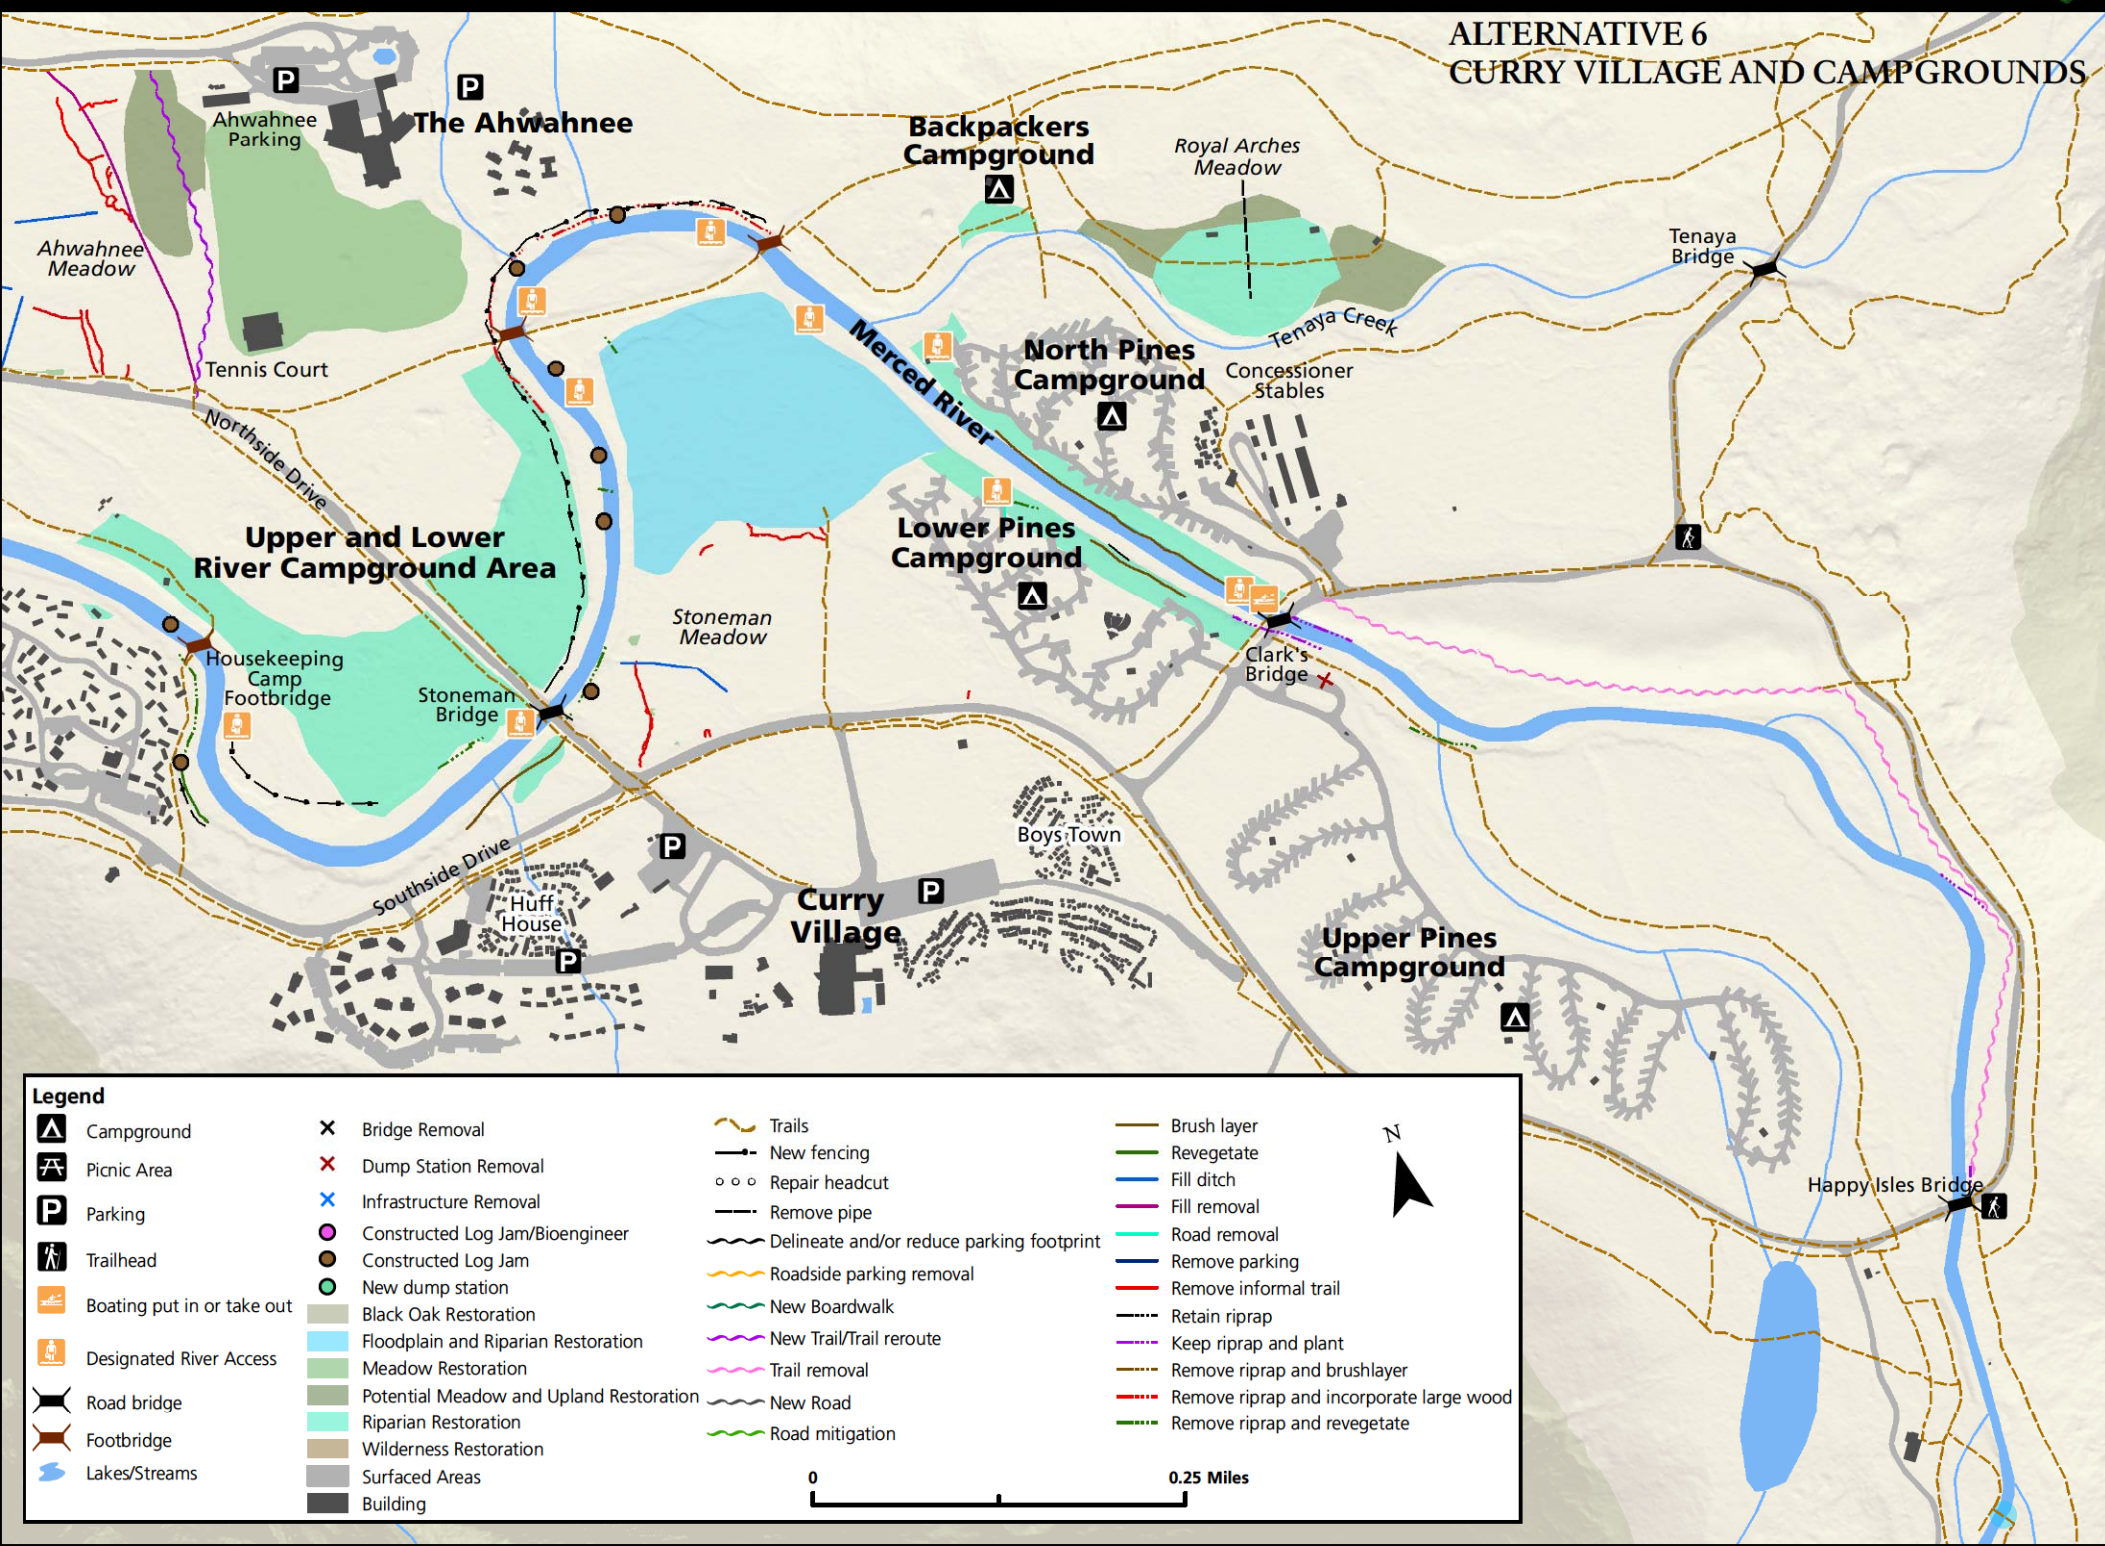 ALTERNATIVE 6
CURRY VILLAGE AND CAMPGROUNDS
P
P
Ahwahnee
Parking
The Ahwahnee
Backpackers
Campground
Royal Arches
Meadow
Ahwahnee
Meadow
Tenaya
Bridge
Tennis Court
Northside Drive
Merced River
North Pines
Campground
Tenaya Creek
Concessioner
Stables
Upper and Lower
River Campground Area
Lower Pines
Campground
Stoneman
Meadow
Housekeeping
Camp
Footbridge
Stoneman
Bridge
Clark's
Bridge
Boys Town
P
Southside Drive
Huff
House
P
Curry
Village
P
Upper Pines
Campground
Happy Isles Bridge
Legend
Campground
Picnic Area
P
Parking
Trailhead
Boating put in or take out
Designated River Access
Road bridge
Footbridge
Lakes/Streams
Bridge Removal
Dump Station Removal
Infrastructure Removal
Constructed Log Jam/Bioengineer
Constructed Log Jam
New dump station
Black Oak Restoration
Floodplain and Riparian Restoration
Meadow Restoration
Potential Meadow and Upland Restoration
Riparian Restoration
Wilderness Restoration
Surfaced Areas
Building
Trails
New fencing
Repair headcut
Remove pipe
Delineate and/or reduce parking footprint
Roadside parking removal
New Boardwalk
New Trail/Trail reroute
Trail removal
New Road
Road mitigation
Brush layer
Revegetate
Fill ditch
Fill removal
Road removal
Remove parking
Remove informal trail
Retain riprap
Keep riprap and plant
Remove riprap and brushlayer
Remove riprap and incorporate large wood
Remove riprap and revegetate
N
0
0.25 Miles